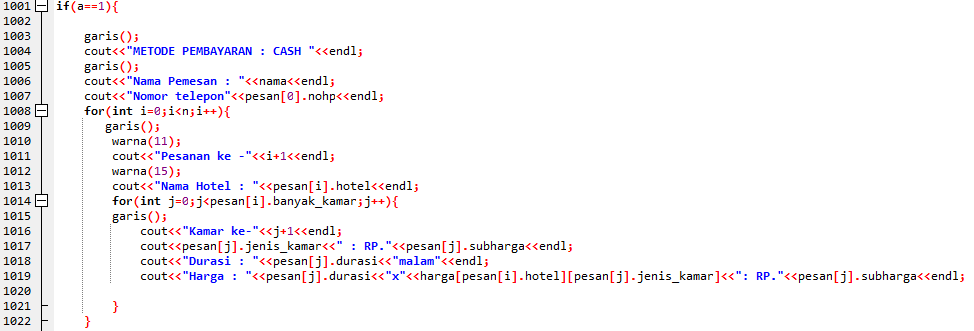 1001 if(a==1){
1002
1003 garis();
1004 cout<<"METODE PEMBAYARAN : CASH "<<endl;
1005 garis();
1006 cout<<"Nama Pemesan : "<<nama<<endl;
1007 cout<<"Nomor telepon"<<pesan[0].nohp<<endl;
1008 for(int i=0;i<n;i++){
1009 garis();
1010 warna(11);
1011 cout<<"Pesanan ke -"<<i+1<<endl;
1012 warna(15);
1013 cout<<"Nama Hotel : "<<pesan[i].hotel<<endl;
1014 for(int j=0;j<pesan[i].banyak_kamar;j++){
1015 garis();
1016 cout<<"Kamar ke-"<<j+1<<endl;
1017 cout<<pesan[j].jenis_kamar<<" : RP."<<pesan[j].subharga<<endl;
1018 cout<<"Durasi : "<<pesan[j].durasi<<"malam"<<endl;
1019 cout<<"Harga : "<<pesan[j].durasi<<"x"<<harga[pesan[i].hotel][pesan[j].jenis_kamar]<<": RP."<<pesan[j].subharga<<endl;
1020
1021 }
1022 }